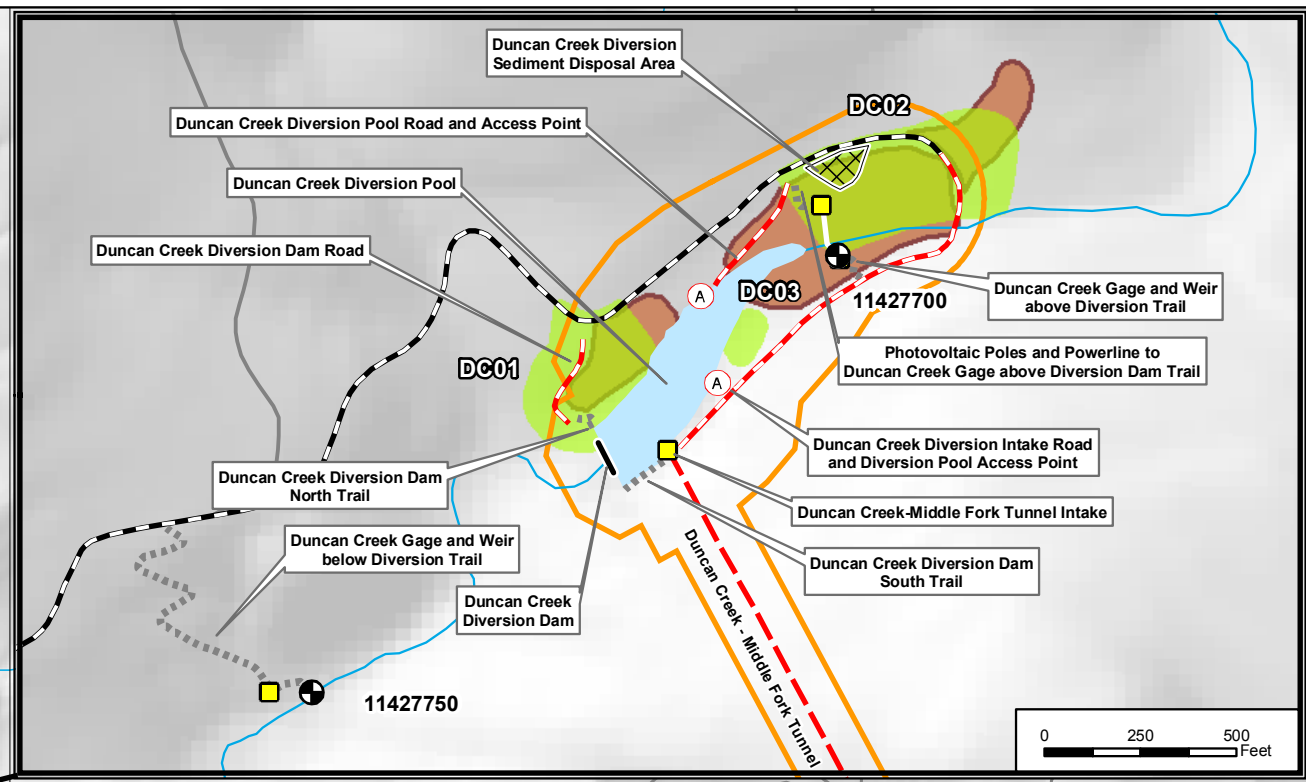 Duncan Creek Diversion
Sediment Disposal Area
DC02
Duncan Creek Diversion Pool Road and Access Point
Duncan Creek Diversion Pool
Duncan Creek Diversion Dam Road
A
DC03
11427700
Duncan Creek Gage and Weir
above Diversion Trail
Photovoltaic Poles and Powerline to
Duncan Creek Gage above Diversion Dam Trail
DC01
A
Duncan Creek Diversion Intake Road
and Diversion Pool Access Point
Duncan Creek Diversion Dam
North Trail
Duncan Creek-Middle Fork Tunnel Intake
Duncan Creek Gage and Weir
below Diversion Trail
Duncan Creek Diversion Dam
South Trail
Duncan Creek
Diversion Dam
Duncan Creek - Middle Fork Tunnel
11427750
0 250 500
Feet